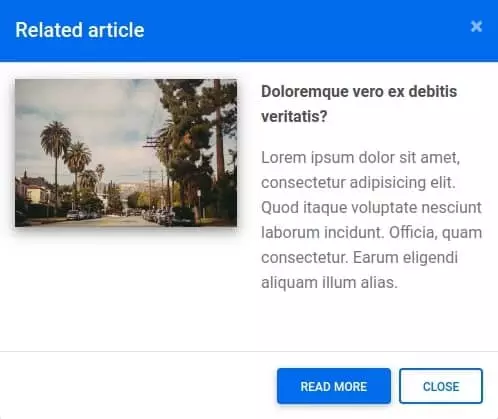 Related article
×
Doloremque vero ex debitis
veritatis?
Lorem ipsum dolor sit amet,
consectetur adipisicing elit.
Quod itaque voluptate nesciunt
laborum incidunt. Officia, quam
consectetur. Earum eligendi
aliquam illum alias.
READ MORE
CLOSE